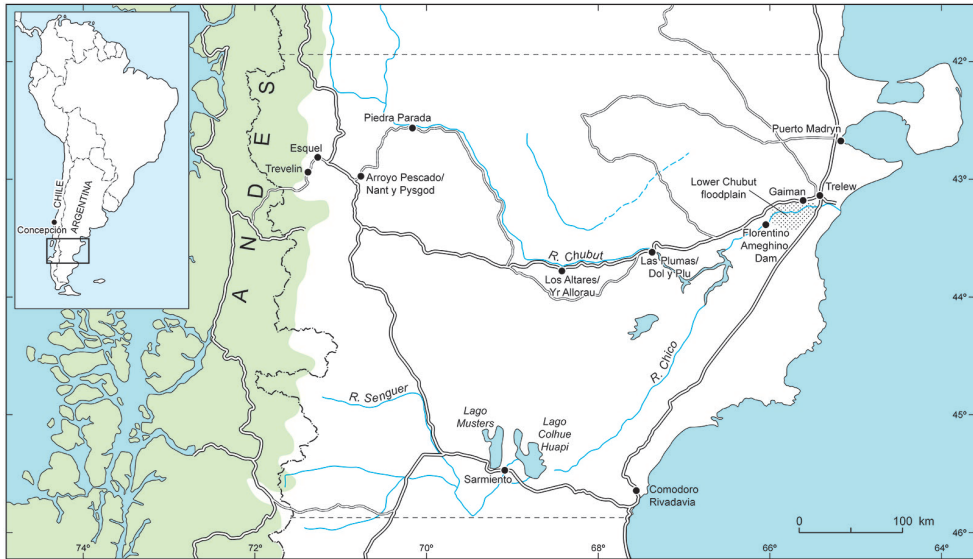 CHILE
ARGENTINA
Concepción
ANDES
42°
Piedra Parada
Puerto Madryn
Esquel
Trevelin
Arroyo Pescado/
Nant y Pysgod
43°
Lower Chubut
floodplain
Gaiman
Trelew
R. Chubut
Florentino
Ameghino
Dam
Las Plumas/
Dol y Plu
Los Altares/
Yr Allorau
44°
R. Chico
R. Senguer
45°
Lago
Musters
Lago
Colhue
Huapi
Sarmiento
Comodoro
Rivadavia
0 100 km
46°
74° 72° 70° 68° 66°